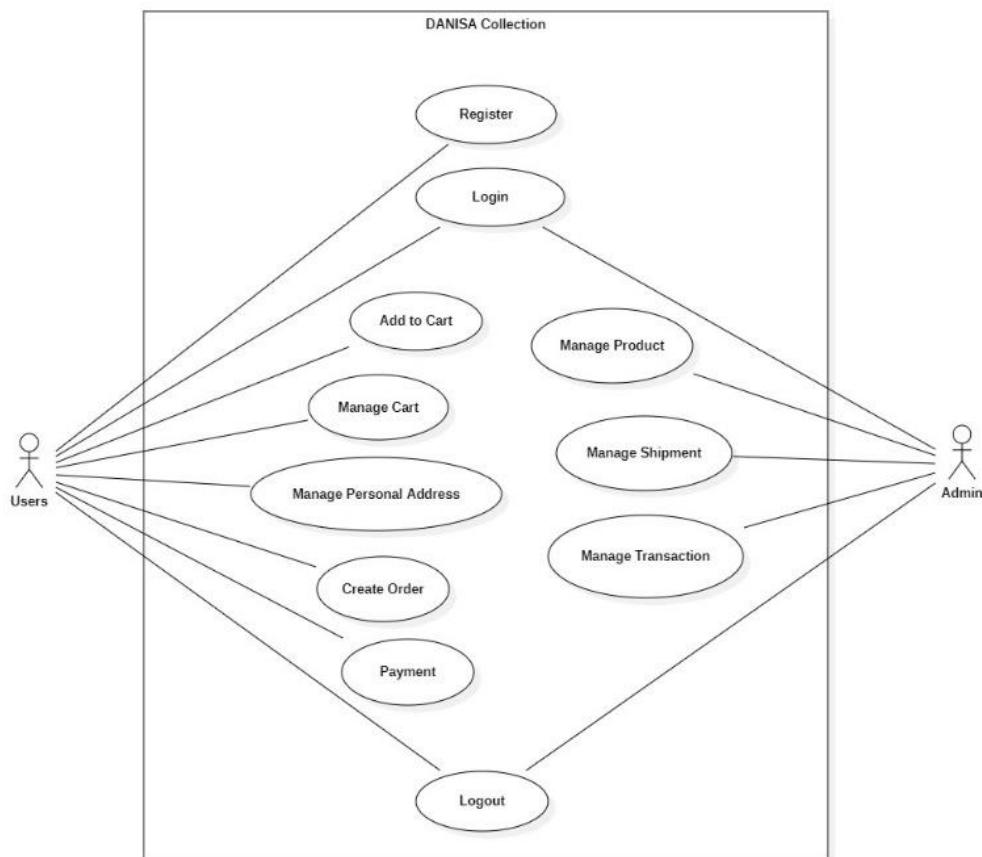 DANISA Collection
Register
Login
Add to Cart
Manage Product
Manage Cart
Manage Shipment
Users
Admin
Manage Personal Address
Manage Transaction
Create Order
Payment
Logout